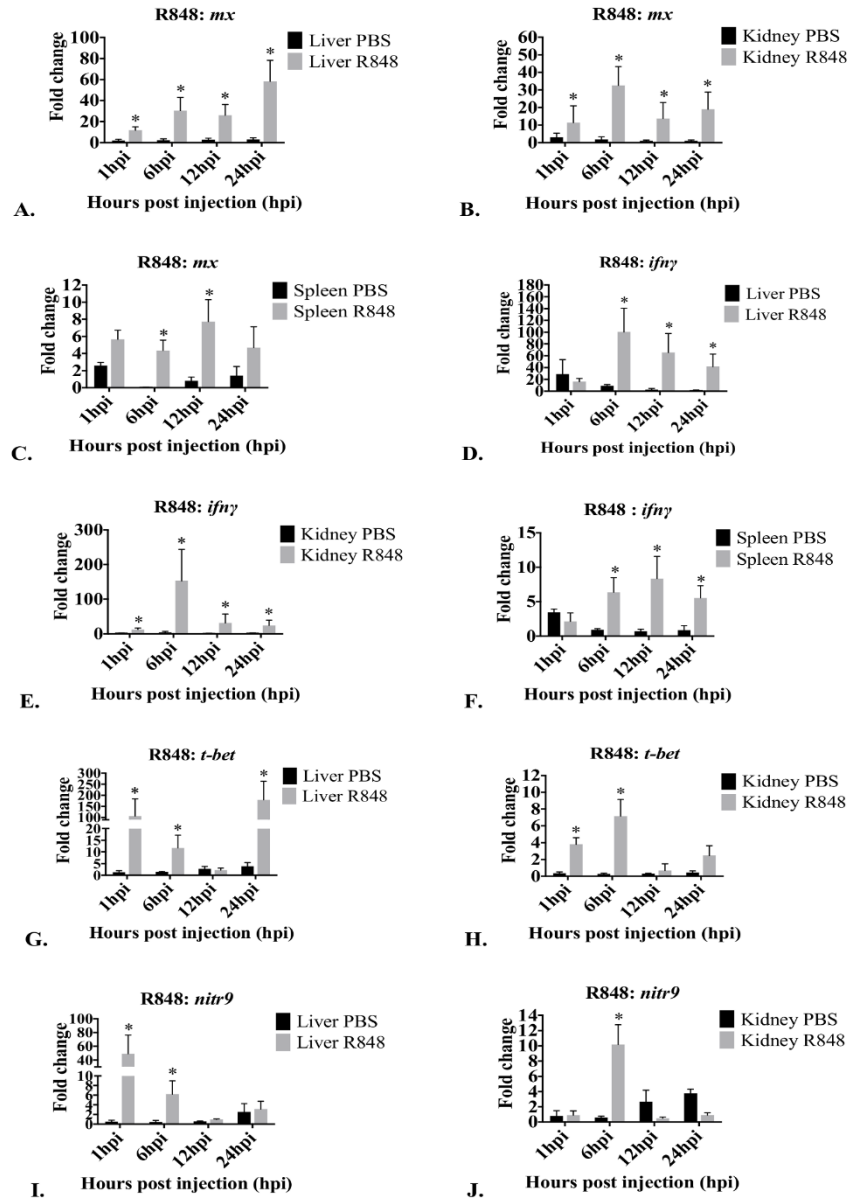 R848: mx
Liver PBS
Liver R848
Fold change
100
80
60
40
20
0
1hpi
6hpi
12hpi
24hpi
* * * *
Hours post injection (hpi)
A.
R848: mx
Kidney PBS
Kidney R848
Fold change
60
50
40
30
20
10
0
1hpi
6hpi
12hpi
24hpi
* * * *
Hours post injection (hpi)
B.
R848: mx
Spleen PBS
Spleen R848
Fold change
12
10
8
6
4
2
0
1hpi
6hpi
12hpi
24hpi
* *
Hours post injection (hpi)
C.
R848: ifnγ
Liver PBS
Liver R848
Fold change
180
160
140
120
100
80
60
40
20
0
1hpi
6hpi
12hpi
24hpi
* * *
Hours post injection (hpi)
D.
R848: ifnγ
Kidney PBS
Kidney R848
Fold change
300
200
100
0
1hpi
6hpi
12hpi
24hpi
* * * *
Hours post injection (hpi)
E.
R848 : ifnγ
Spleen PBS
Spleen R848
Fold change
15
10
5
0
1hpi
6hpi
12hpi
24hpi
* * *
Hours post injection (hpi)
F.
R848: t-bet
Liver PBS
Liver R848
Fold change
300
250
200
150
100
20
15
10
5
0
1hpi
6hpi
12hpi
24hpi
* * *
Hours post injection (hpi)
G.
R848: t-bet
Kidney PBS
Kidney R848
Fold change
12
10
8
6
4
2
0
1hpi
6hpi
12hpi
24hpi
* *
Hours post injection (hpi)
H.
R848: nitr9
Liver PBS
Liver R848
Fold change
100
80
60
40
20
10
8
6
4
2
0
1hpi
6hpi
12hpi
24hpi
* *
Hours post injection (hpi)
I.
R848: nitr9
Kidney PBS
Kidney R848
Fold change
14
12
10
8
6
4
2
0
1hpi
6hpi
12hpi
24hpi
*
Hours post injection (hpi)
J.